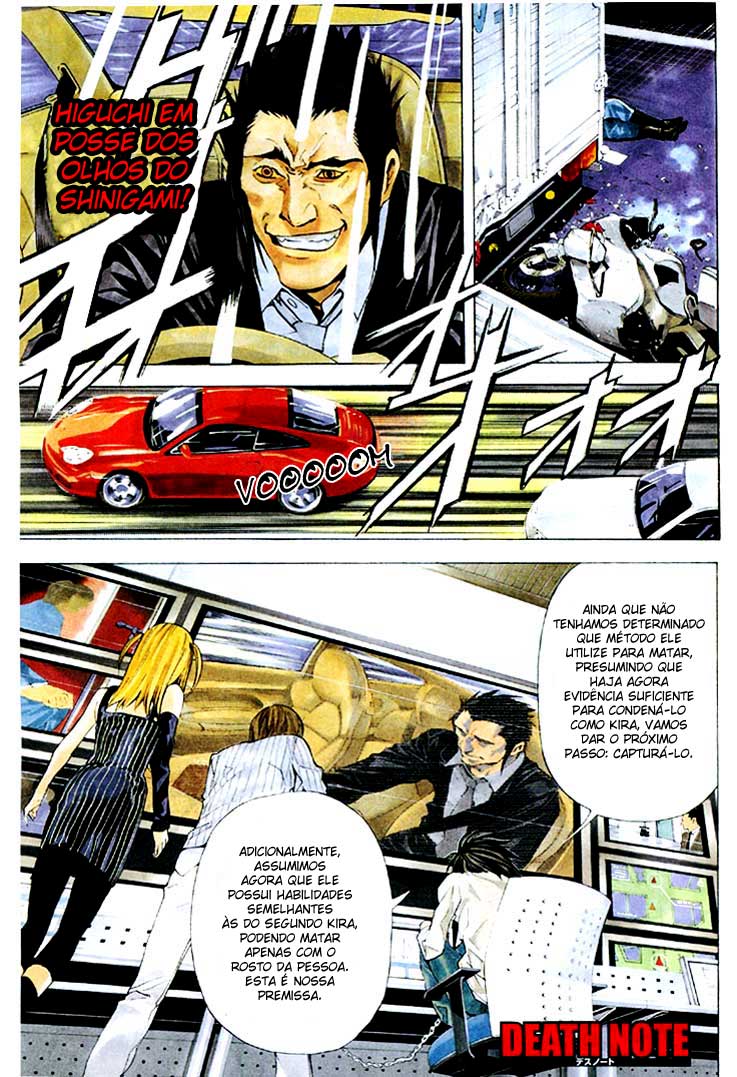 HIGUCHI EM
POSSE DOS
OLHOS DO
SHINIGAMI!
VOOOOOM
AINDA QUE NÃO
TENHAMOS DETERMINADO
QUE MÉTODO ELE
UTILIZE PARA MATAR,
PRESUMINDO QUE
HAJA AGORA
EVIDÊNCIA SUFICIENTE
PARA CONDENÁ-LO
COMO KIRA, VAMOS
DAR O PRÓXIMO
PASSO: CAPTURÁ-LO.
ADICIONALMENTE,
ASSUMIMOS
AGORA QUE ELE
POSSUI HABILIDADES
SEMELHANTES
ÀS DO SEGUNDO KIRA,
PODENDO MATAR
APENAS COM O
ROSTO DA PESSOA.
ESTA É NOSSA
PREMISSA.
DEATH NOTE
デスノート